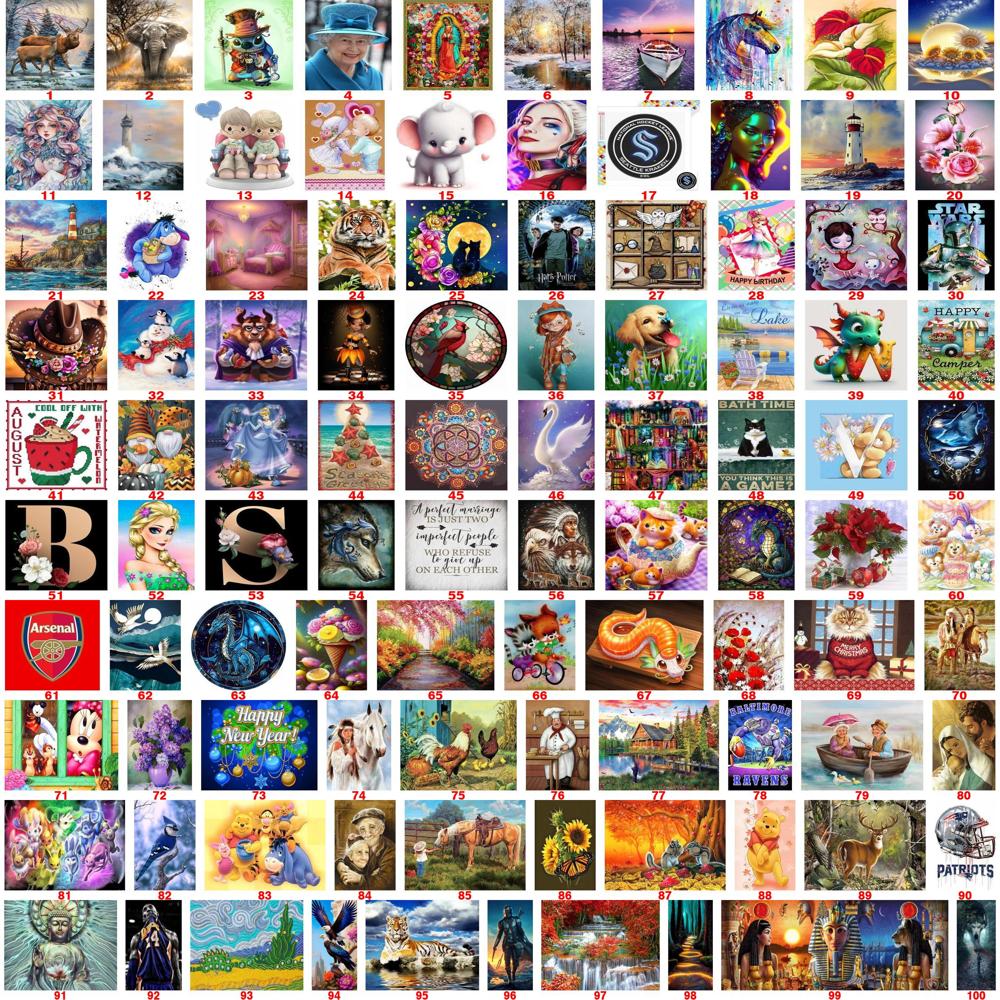 1 2 3 4 5 6 7 8 9 10
NATIONAL HOCKEY LEAGUE
SEATTLE KRAKEN
11 12 13 14 15 16 17 18 19 20
Harry Potter
HAPPY BIRTHDAY
STAR
WARS
21 22 23 24 25 26 27 28 29 30
Lake
W
HAPPY
Camper
31 32 33 34 35 36 37 38 39 40
COOL OFF WITH
AUGUST
WATERMELON
Seas
Greetings
BATH TIME
YOU THINK THIS IS
A GAME?
V
41 42 43 44 45 46 47 48 49 50
B
S
A perfect marriage
IS JUST TWO
imperfect people
WHO REFUSE
to give up
ON EACH OTHER
51 52 53 54 55 56 57 58 59 60
Arsenal
MERRY
CHRISTMAS
61 62 63 64 65 66 67 68 69 70
Happy
New Year!
BALTIMORE
RAVENS
71 72 73 74 75 76 77 78 79 80
PATRIOTS
81 82 83 84 85 86 87 88 89 90
91 92 93 94 95 96 97 98 99 100